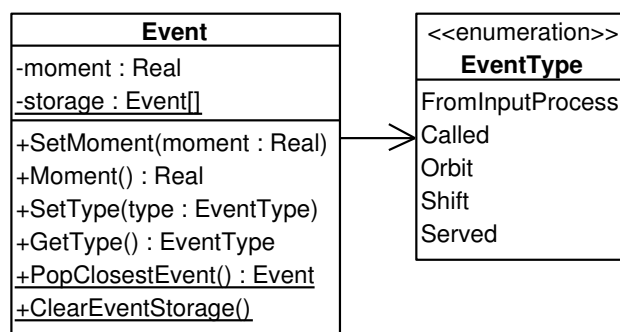 Event
-moment : Real
-storage : Event[]
+SetMoment(moment : Real)
+Moment() : Real
+SetType(type : EventType)
+GetType() : EventType
+PopClosestEvent() : Event
+ClearEventStorage()
<<enumeration>>
EventType
FromInputProcess
Called
Orbit
Shift
Served